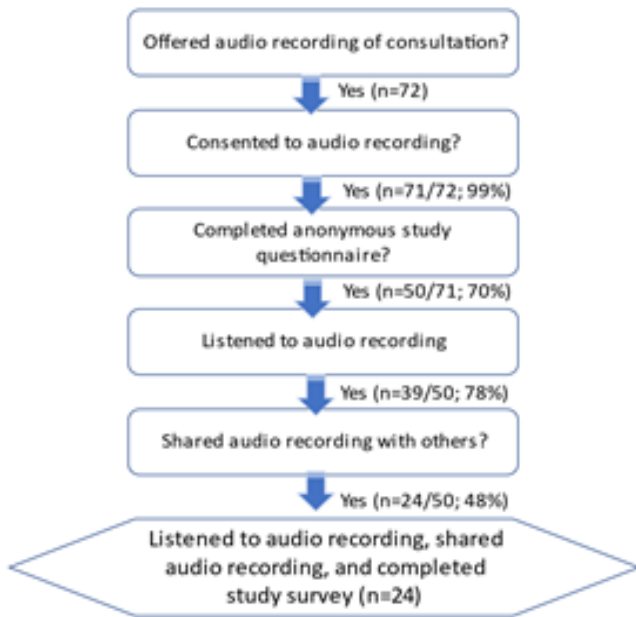 Offered audio recording of consultation?
Yes (n=72)
Consented to audio recording?
Yes (n=71/72; 99%)
Completed anonymous study
questionnaire?
Yes (n=50/71; 70%)
Listened to audio recording
Yes (n=39/50; 78%)
Shared audio recording with others?
Yes (n=24/50; 48%)
Listened to audio recording, shared
audio recording, and completed
study survey (n=24)